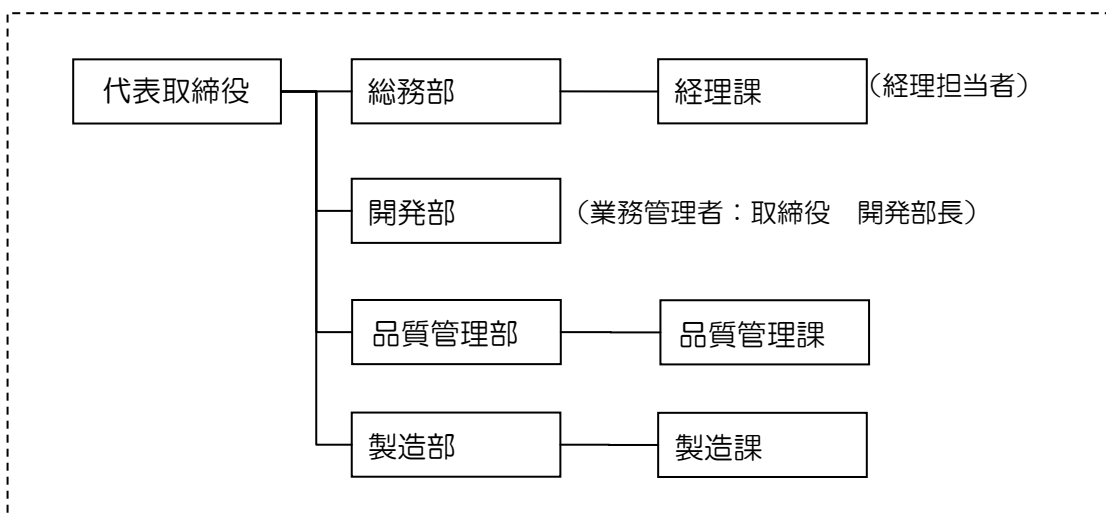 代表取締役 総務部 経理課 （経理担当者）
開発部 （業務管理者：取締役　開発部長）
品質管理部 品質管理課
製造部 製造課